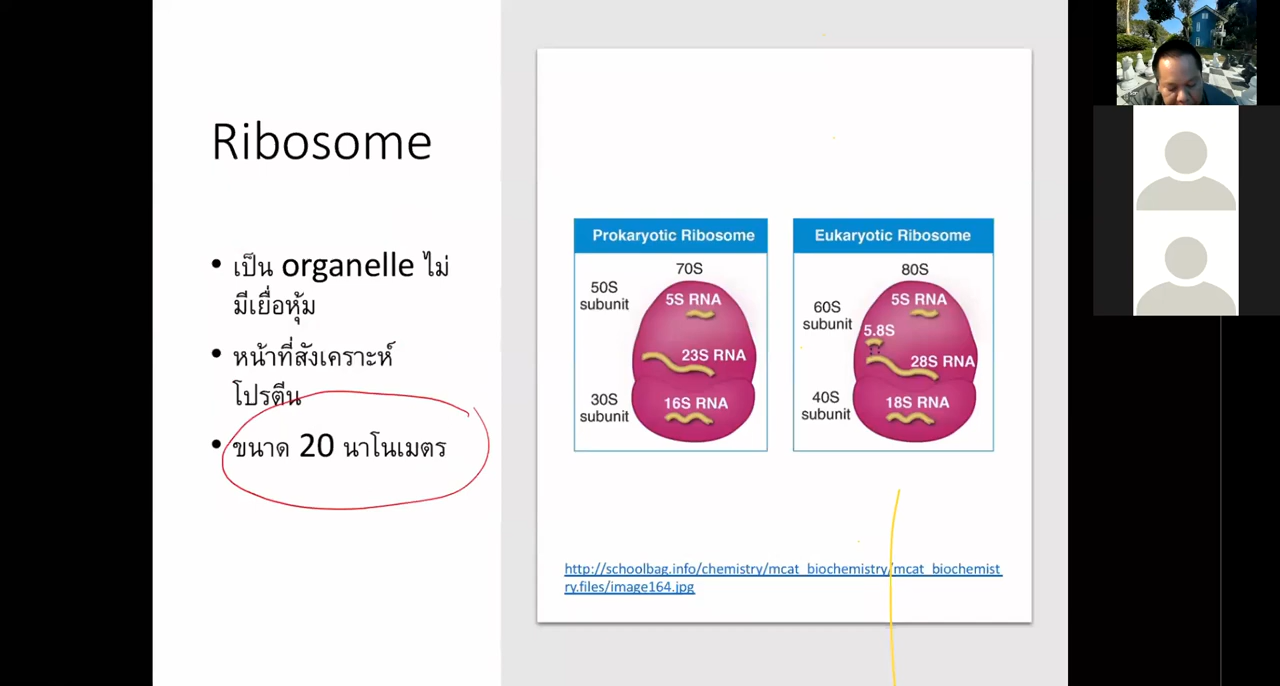 Ribosome
• เป็น organelle ไม่
มีเยื่อหุ้ม
• หน้าที่สังเคราะห์
โปรตีน
• ขนาด 20 นาโนเมตร
Prokaryotic Ribosome
70S
50S
subunit
5S RNA
23S RNA
30S
subunit
16S RNA
Eukaryotic Ribosome
80S
60S
subunit
5S RNA
5.8S
28S RNA
40S
subunit
18S RNA
http://schoolbag.info/chemistry/mcat_biochemistry/mcat_biochemist
ry.files/image164.jpg